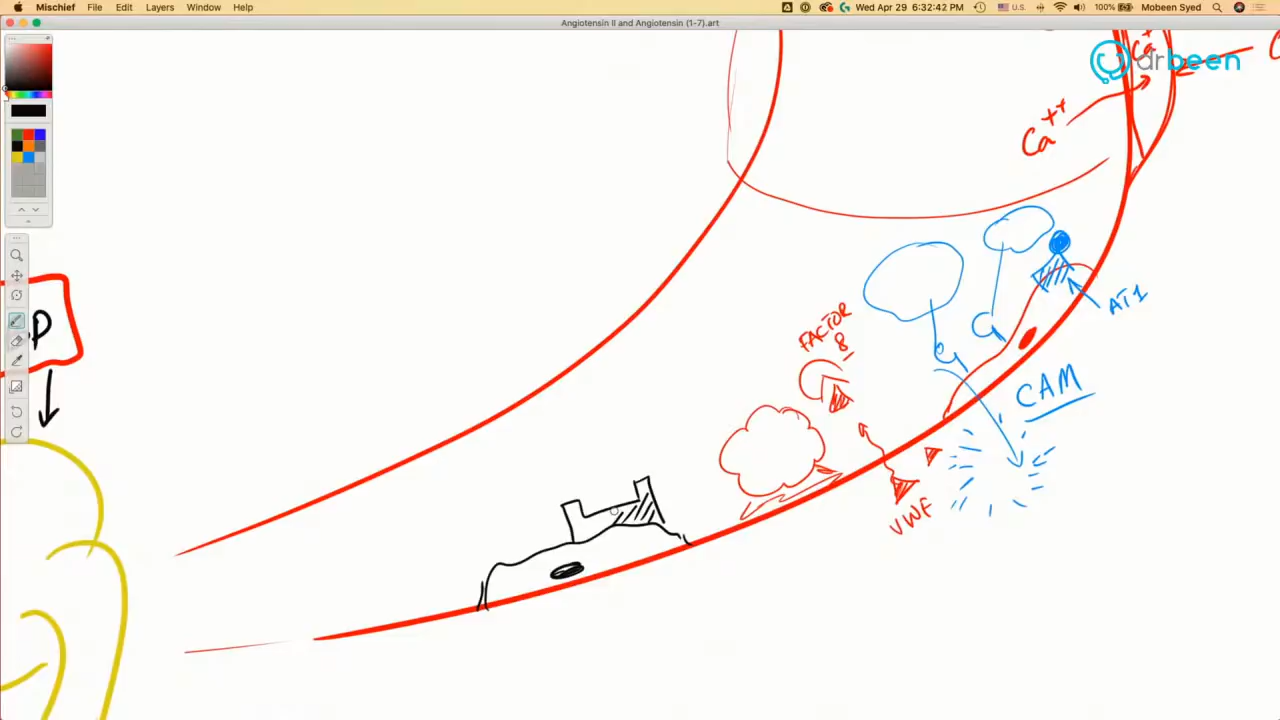 Mischief File Edit Layers Window Help
100% Wed Apr 29 6:32:42 PM U.S. Mobeen Syed
Angiotensin II and Angiotensin (1-7).art
drbeen
Ca+
Ca++
AT1
FACTOR
8
CAM
VWF
P